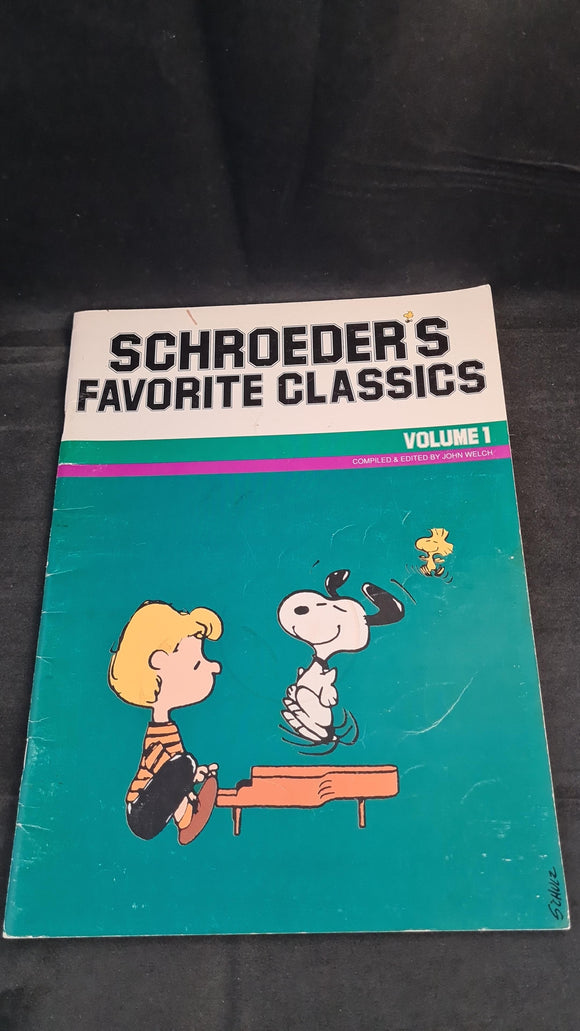 SCHROEDER'S
FAVORITE CLASSICS
VOLUME 1
COMPILED & EDITED BY JOHN WELCH
SCHULZ